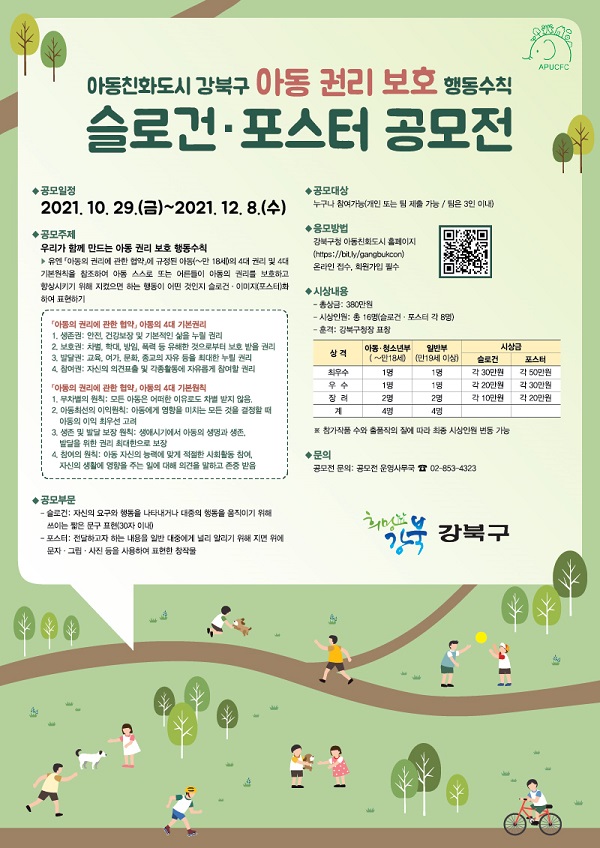 APUCFC
아동친화도시 강북구 아동 권리 보호 행동수칙
슬로건·포스터 공모전
◆공모일정
2021. 10. 29.(금)~2021. 12. 8.(수)
◆공모주제
우리가 함께 만드는 아동 권리 보호 행동수칙
▶ 유엔 「아동의 권리에 관한 협약」에 규정된 아동(~만 18세)의 4대 권리 및 4대
기본원칙을 참조하여 아동 스스로 또는 어른들이 아동의 권리를 보호하고
향상시키기 위해 지켰으면 하는 행동이 어떤 것인지 슬로건·이미지(포스터)화
하여 표현하기
「아동의 권리에 관한 협약」 아동의 4대 기본권리
1. 생존권: 안전, 건강보장 및 기본적인 삶을 누릴 권리
2. 보호권: 차별, 학대, 방임, 폭력 등 유해한 것으로부터 보호 받을 권리
3. 발달권: 교육, 여가, 문화, 종교의 자유 등을 최대한 누릴 권리
4. 참여권: 자신의 의견표출 및 각종활동에 자유롭게 참여할 권리
「아동의 권리에 관한 협약」 아동의 4대 기본원칙
1. 무차별의 원칙: 모든 아동은 어떠한 이유로도 차별 받지 않음.
2. 아동최선의 이익원칙: 아동에게 영향을 미치는 모든 것을 결정할 때
아동의 이익 최우선 고려
3. 생존 및 발달 보장 원칙: 생애시기에서 아동의 생명과 생존,
발달을 위한 권리 최대한으로 보장
4. 참여의 원칙: 아동 자신의 능력에 맞게 적절한 사회활동 참여,
자신의 생활에 영향을 주는 일에 대해 의견을 말하고 존중 받음
◆공모부문
- 슬로건: 자신의 요구와 행동을 나타내거나 대중의 행동을 움직이기 위해
쓰이는 짧은 문구 표현(30자 이내)
- 포스터: 전달하고자 하는 내용을 일반 대중에게 널리 알리기 위해 지면 위에
문자·그림·사진 등을 사용하여 표현한 창작물
◆공모대상
누구나 참여가능(개인 또는 팀 제출 가능 / 팀은 3인 이내)
◆응모방법
강북구청 아동친화도시 홈페이지
(https://bit.ly/gangbukcon)
온라인 접수, 회원가입 필수
◆시상내용
- 총상금: 380만원
- 시상인원: 총 16명(슬로건·포스터 각 8명)
- 훈격: 강북구청장 표창
상 격 아동·청소년부 (~만18세) 일반부 (만19세 이상) 시상금
슬로건 포스터
최우수 1명 1명 각 30만원 각 50만원
우 수 1명 1명 각 20만원 각 30만원
장 려 2명 2명 각 10만원 각 20만원
계 4명 4명
※ 참가작품 수와 출품작의 질에 따라 최종 시상인원 변동 가능
◆문의
공모전 문의: 공모전 운영사무국 ☎ 02-853-4323
희망 강북 강북구